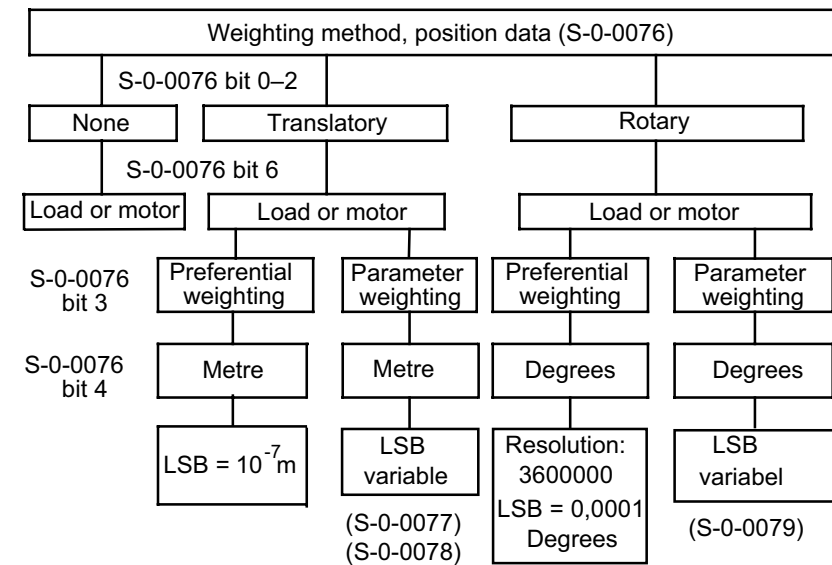 Weighting method, position data (S-0-0076)
S-0-0076 bit 0–2
None
Translatory
Rotary
S-0-0076 bit 6
Load or motor
Load or motor
Load or motor
S-0-0076
bit 3
Preferential
weighting
Parameter
weighting
Preferential
weighting
Parameter
weighting
S-0-0076
bit 4
Metre
Metre
Degrees
Degrees
LSB = 10⁻⁷m
LSB
variable
(S-0-0077)
(S-0-0078)
Resolution:
3600000
LSB = 0,0001
Degrees
LSB
variabel
(S-0-0079)